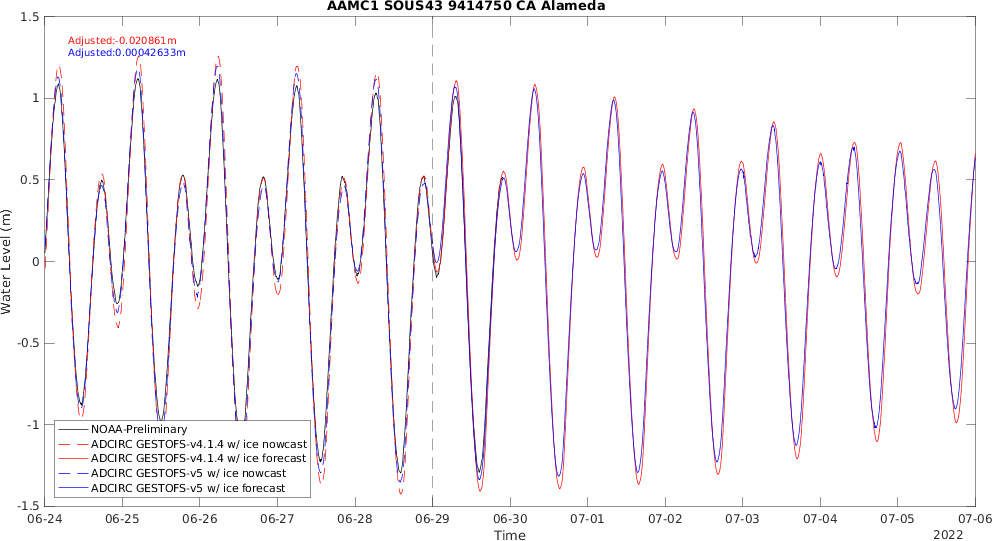 AAMC1 SOUS43 9414750 CA Alameda
Adjusted:-0.020861m
Adjusted:0.00042633m
1.5
1
0.5
0
-0.5
-1
-1.5
Water Level (m)
NOAA-Preliminary
ADCIRC GESTOFS-v4.1.4 w/ ice nowcast
ADCIRC GESTOFS-v4.1.4 w/ ice forecast
ADCIRC GESTOFS-v5 w/ ice nowcast
ADCIRC GESTOFS-v5 w/ ice forecast
06-24 06-25 06-26 06-27 06-28 06-29 06-30 07-01 07-02 07-03 07-04 07-05 07-06
Time
2022